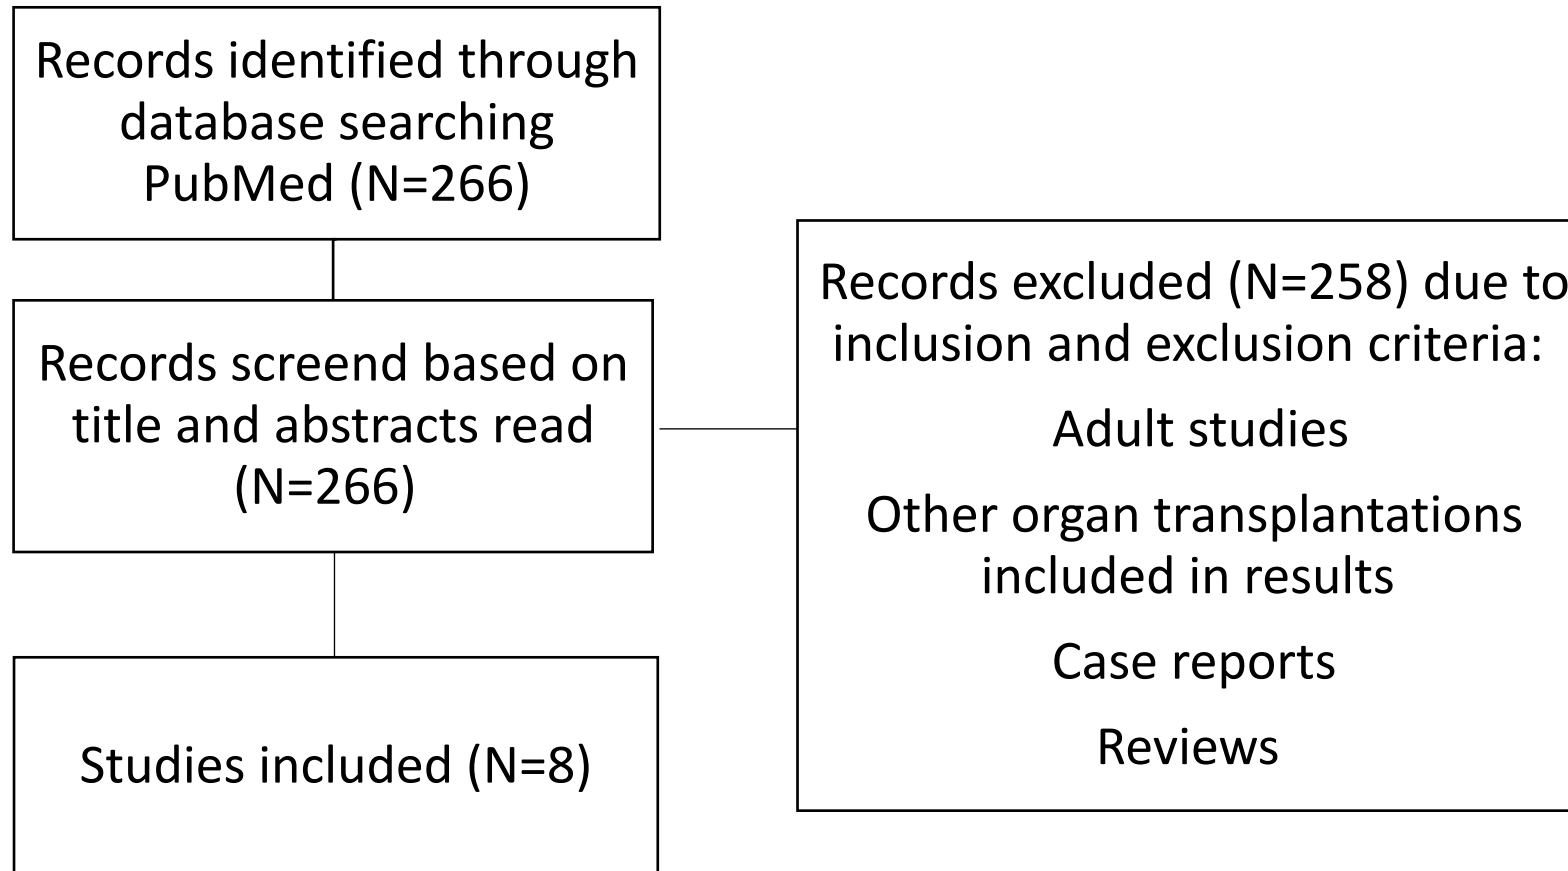 Records identified through
database searching
PubMed (N=266)
Records screend based on
title and abstracts read
(N=266)
Records excluded (N=258) due to
inclusion and exclusion criteria:
Adult studies
Other organ transplantations
included in results
Case reports
Reviews
Studies included (N=8)